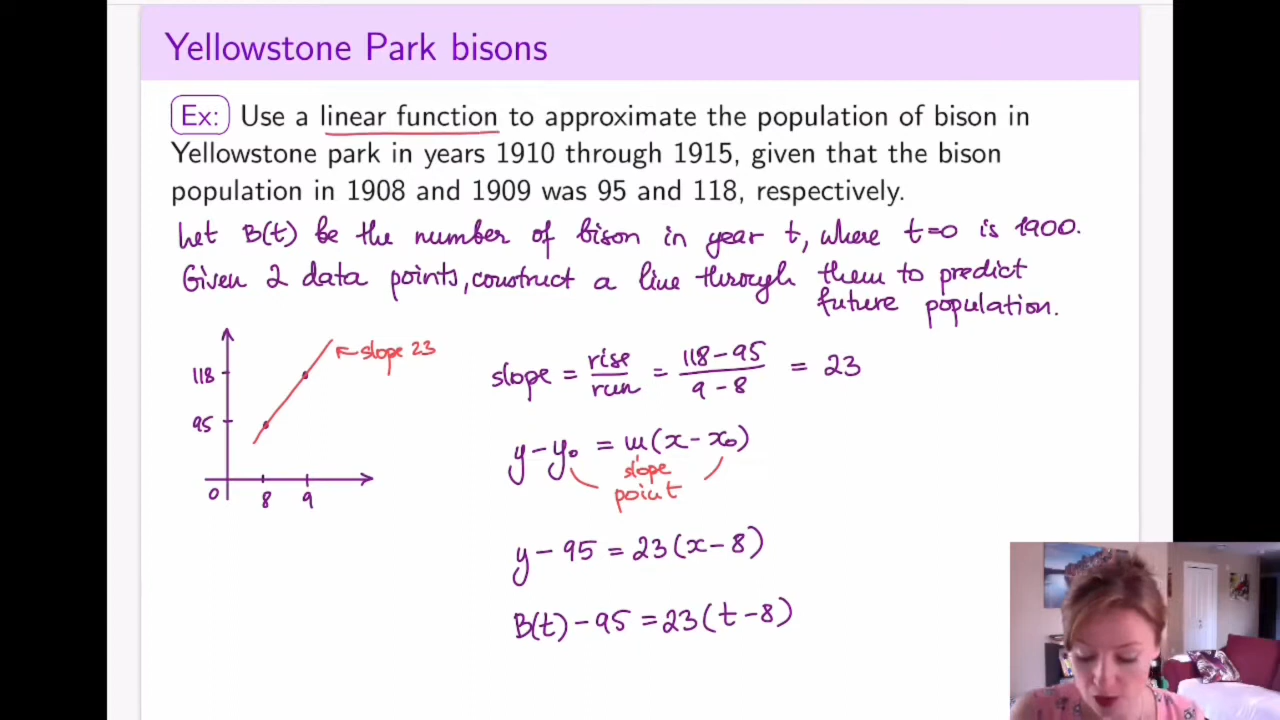 Yellowstone Park bisons
Ex: Use a linear function to approximate the population of bison in
Yellowstone park in years 1910 through 1915, given that the bison
population in 1908 and 1909 was 95 and 118, respectively.
Let B(t) be the number of bison in year t, where t=0 is 1900.
Given 2 data points, construct a line through them to predict
future population.
118
95
0
8
9
slope 23
slope = rise/run = (118-95)/(9-8) = 23
y-y₀ = m(x-x₀)
slope
point
y-95 = 23(x-8)
B(t)-95 = 23(t-8)